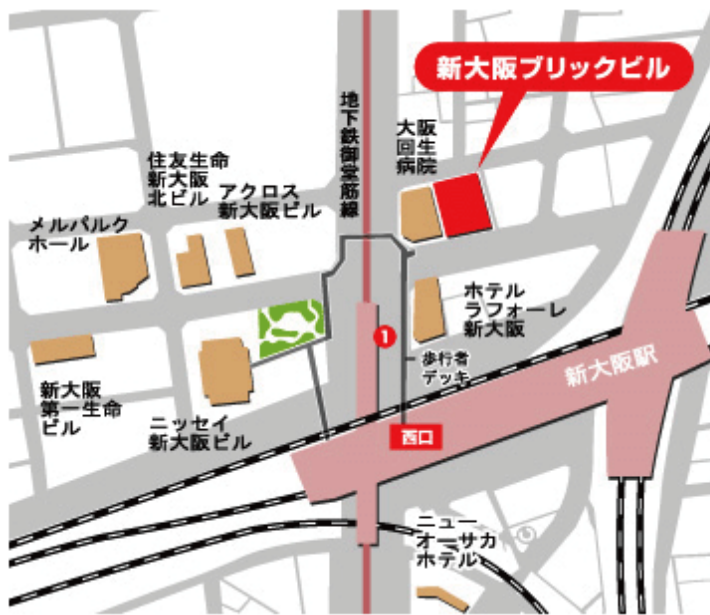 新大阪ブリックビル
地下鉄御堂筋線
大阪
回生
病院
住友生命
新大阪
北ビル
アクロス
新大阪ビル
メルパルク
ホール
ホテル
ラフォーレ
新大阪
1
歩行者
デッキ
新大阪駅
新大阪
第一生命
ビル
ニッセイ
新大阪ビル
西口
ニュー
オーサカ
ホテル